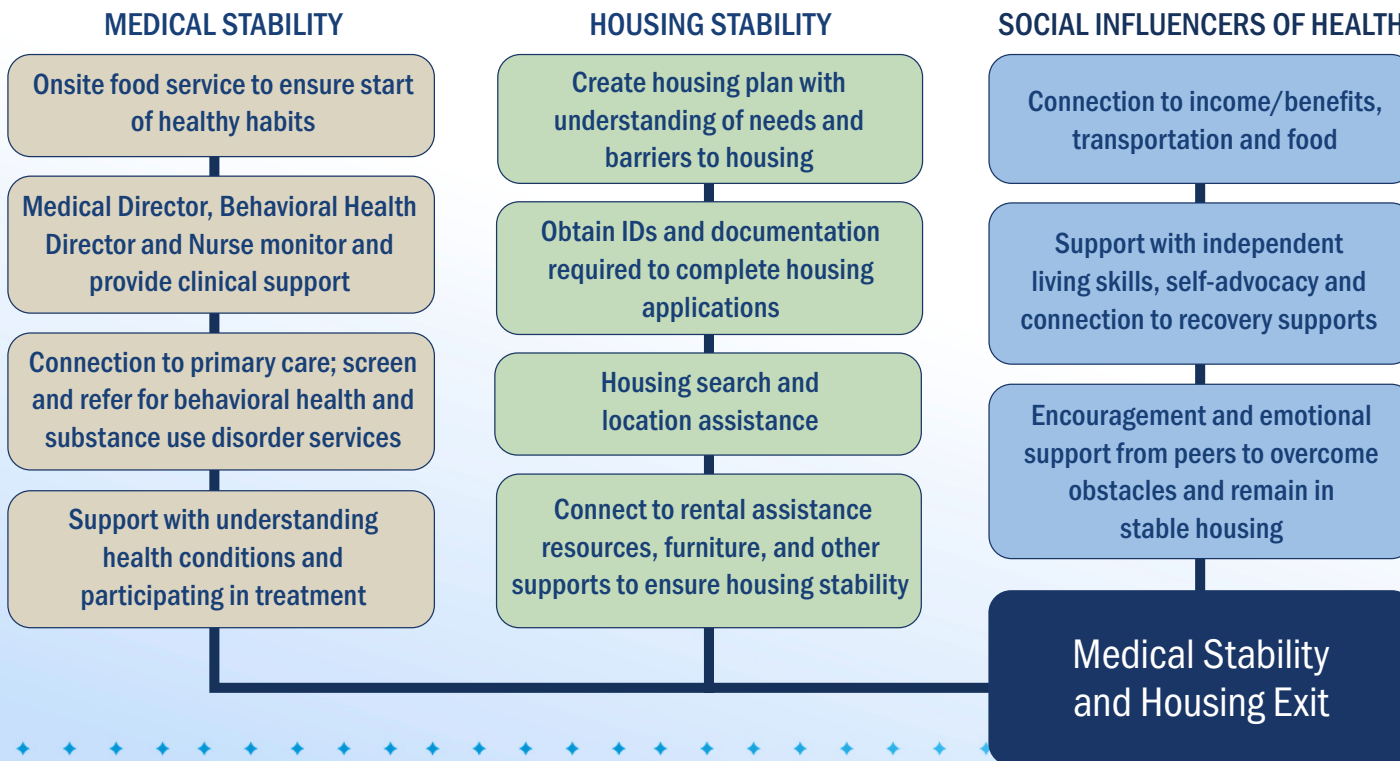 MEDICAL STABILITY
Onsite food service to ensure start
of healthy habits
Medical Director, Behavioral Health
Director and Nurse monitor and
provide clinical support
Connection to primary care; screen
and refer for behavioral health and
substance use disorder services
Support with understanding
health conditions and
participating in treatment
HOUSING STABILITY
Create housing plan with
understanding of needs and
barriers to housing
Obtain IDs and documentation
required to complete housing
applications
Housing search and
location assistance
Connect to rental assistance
resources, furniture, and other
supports to ensure housing stability
SOCIAL INFLUENCERS OF HEALTH
Connection to income/benefits,
transportation and food
Support with independent
living skills, self-advocacy and
connection to recovery supports
Encouragement and emotional
support from peers to overcome
obstacles and remain in
stable housing
Medical Stability
and Housing Exit